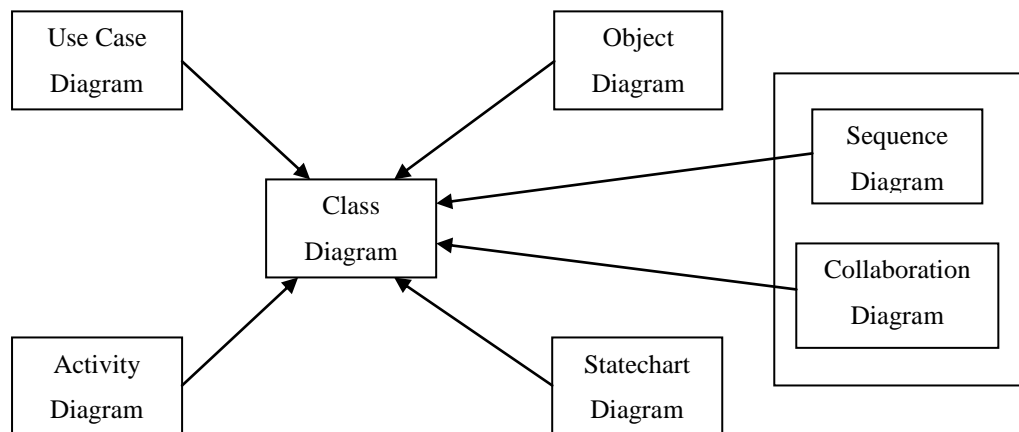 Use Case
Diagram
Object
Diagram
Sequence
Diagram
Class
Diagram
Collaboration
Diagram
Activity
Diagram
Statechart
Diagram